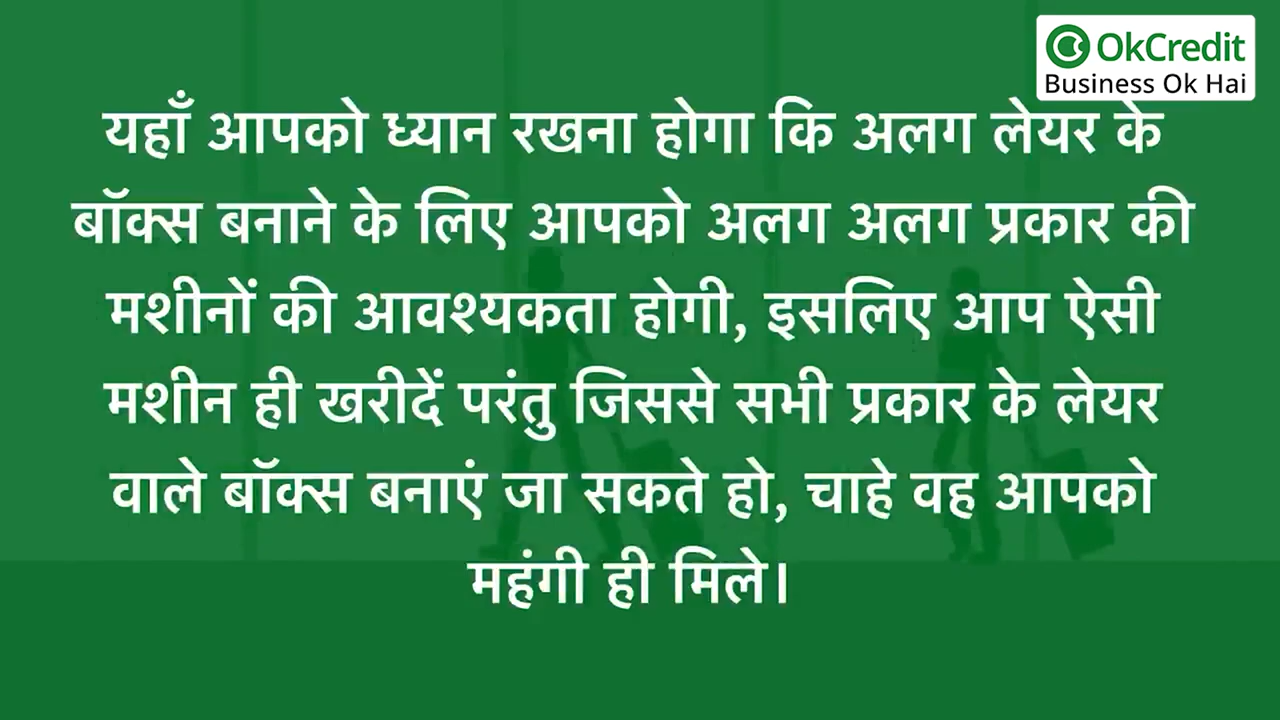 OkCredit
Business Ok Hai
यहाँ आपको ध्यान रखना होगा कि अलग लेयर के
बॉक्स बनाने के लिए आपको अलग अलग प्रकार की
मशीनों की आवश्यकता होगी, इसलिए आप ऐसी
मशीन ही खरीदें परंतु जिससे सभी प्रकार के लेयर
वाले बॉक्स बनाएं जा सकते हो, चाहे वह आपको
महंगी ही मिले।